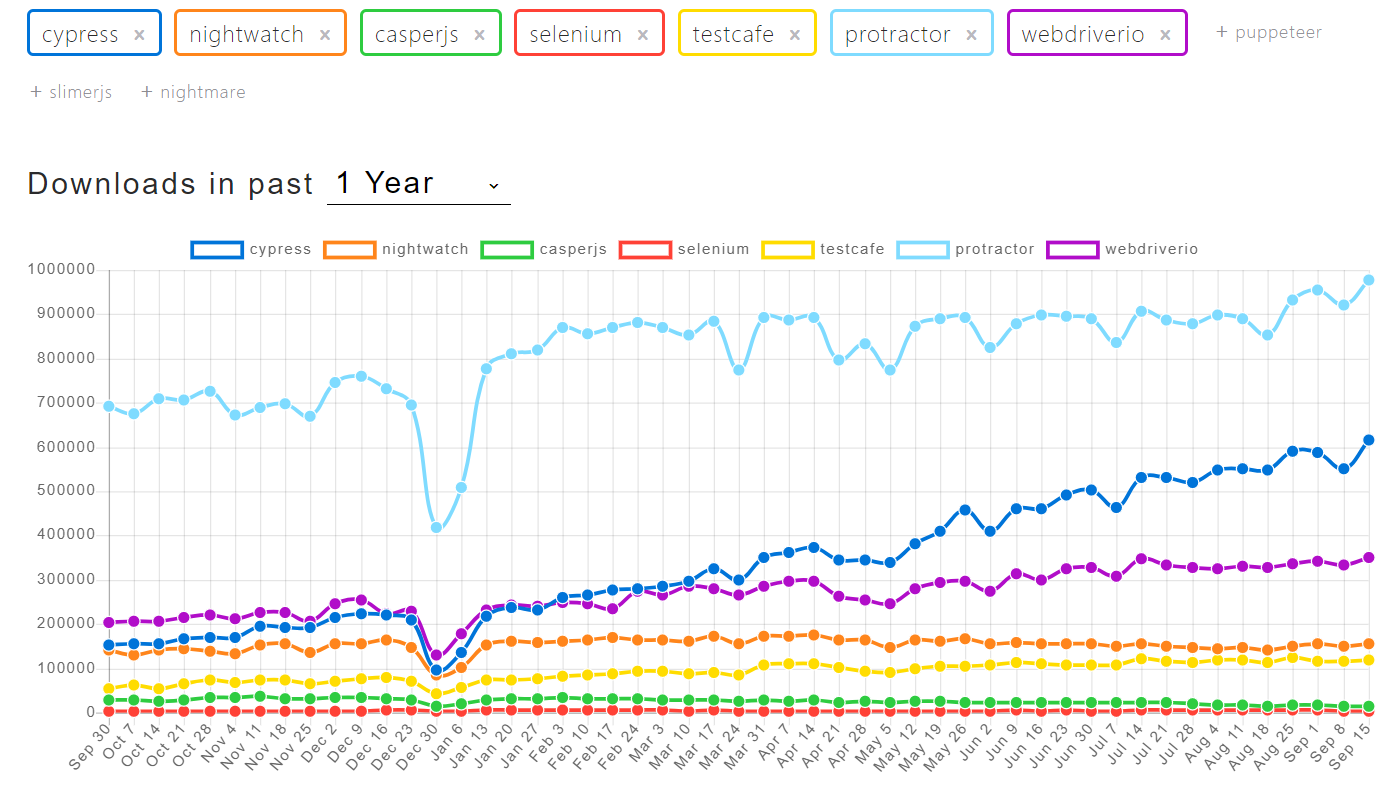 cypress × nightwatch × casperjs × selenium × testcafe × protractor × webdriverio × + puppeteer
+ slimerjs + nightmare
Downloads in past 1 Year
cypress nightwatch casperjs selenium testcafe protractor webdriverio
1000000
900000
800000
700000
600000
500000
400000
300000
200000
100000
0
Sep 30 Oct 7 Oct 14 Oct 21 Oct 28 Nov 4 Nov 11 Nov 18 Nov 25 Dec 2 Dec 9 Dec 16 Dec 23 Dec 30 Jan 6 Jan 13 Jan 20 Jan 27 Feb 3 Feb 10 Feb 17 Feb 24 Mar 3 Mar 10 Mar 17 Mar 24 Mar 31 Apr 7 Apr 14 Apr 21 Apr 28 May 5 May 12 May 19 May 26 Jun 2 Jun 9 Jun 16 Jun 23 Jun 30 Jul 7 Jul 14 Jul 21 Jul 28 Aug 4 Aug 11 Aug 18 Aug 25 Sep 1 Sep 8 Sep 15